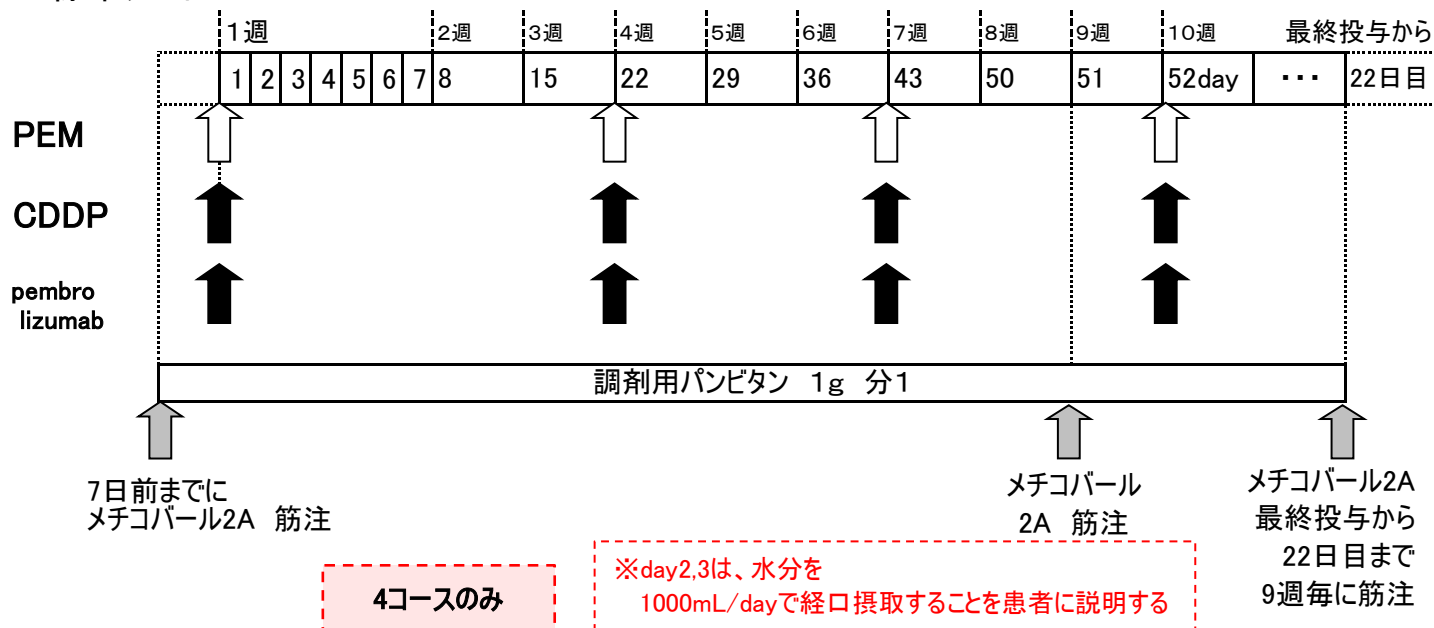 1週 2週 3週 4週 5週 6週 7週 8週 9週 10週 最終投与から
1 2 3 4 5 6 7 8 15 22 29 36 43 50 51 52day ・・・ 22日目
PEM
CDDP
pembro
lizumab
調剤用パンビタン 1g 分1
7日前までに
メチコバール2A 筋注
メチコバール
2A 筋注
メチコバール2A
最終投与から
22日目まで
9週毎に筋注
4コースのみ
※day2,3は、水分を
1000mL/dayで経口摂取することを患者に説明する